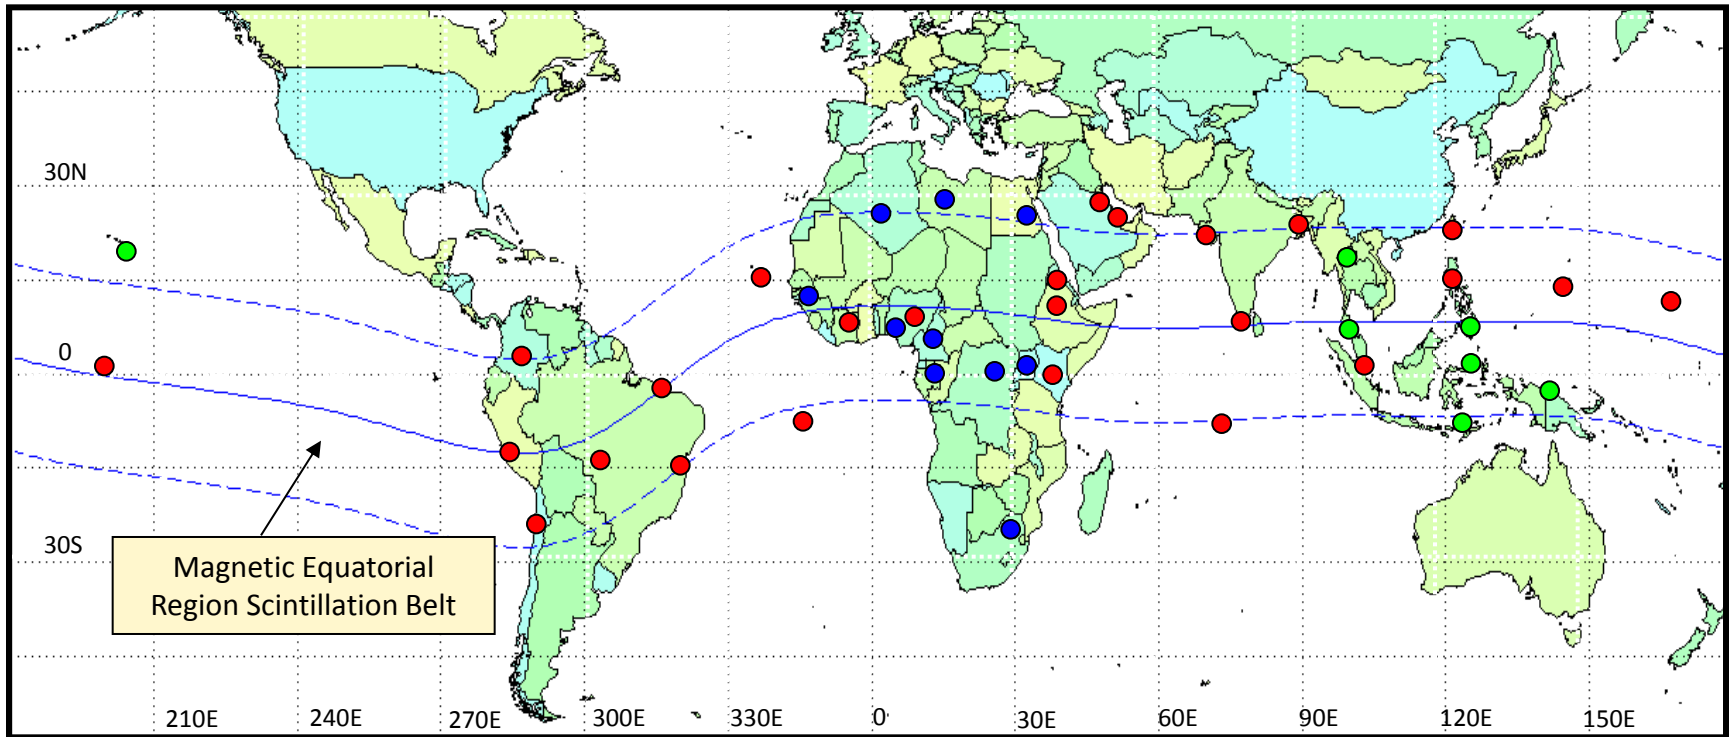 30N
0
30S
Magnetic Equatorial
Region Scintillation Belt
210E
240E
270E
300E
330E
0
30E
60E
90E
120E
150E